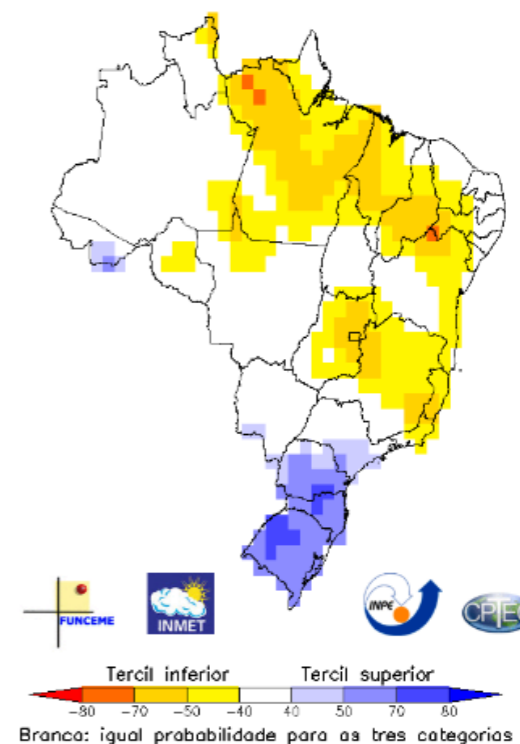 FUNCEME
INMET
INPE
CPTEC
Tercil inferior Tercil superior
-80 -70 -50 -40 40 50 70 80
Branco: igual probabilidade para as tres categorias